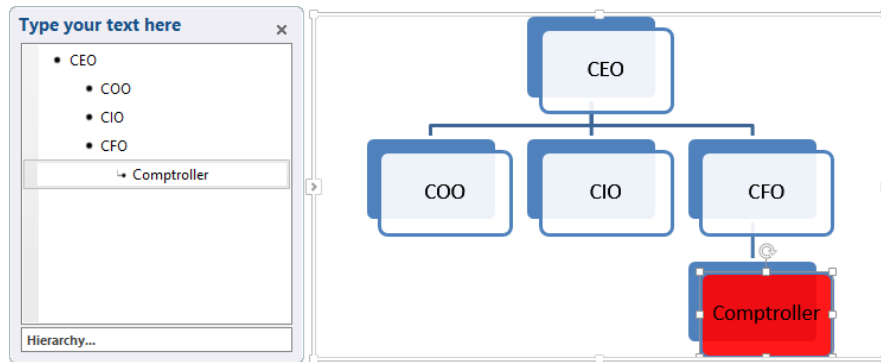 Type your text here
CEO
COO
CIO
CFO
Comptroller
Hierarchy...
CEO
COO
CIO
CFO
Comptroller